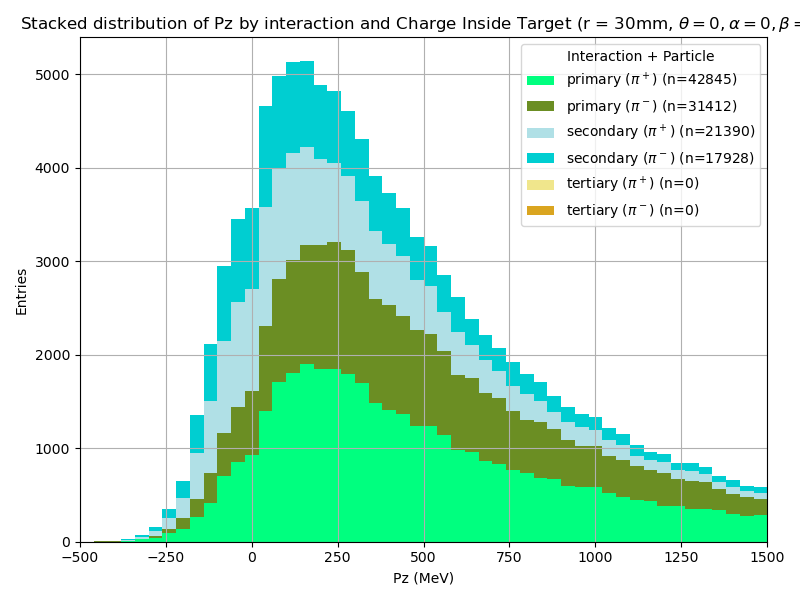 Stacked distribution of Pz by interaction and Charge Inside Target (r = 30mm, θ = 0, α = 0, β =
Entries
5000
4000
3000
2000
1000
0
Interaction + Particle
primary (π⁺) (n=42845)
primary (π⁻) (n=31412)
secondary (π⁺) (n=21390)
secondary (π⁻) (n=17928)
tertiary (π⁺) (n=0)
tertiary (π⁻) (n=0)
−500 −250 0 250 500 750 1000 1250 1500
Pz (MeV)